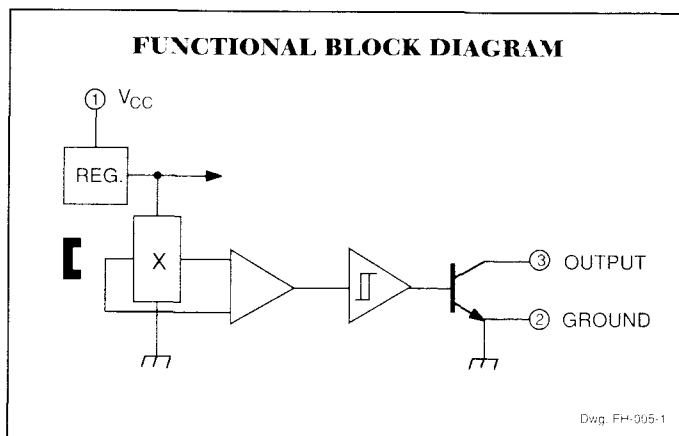 FUNCTIONAL BLOCK DIAGRAM
1 VCC
REG.
X
3 OUTPUT
2 GROUND
Dwg. FH-005-1